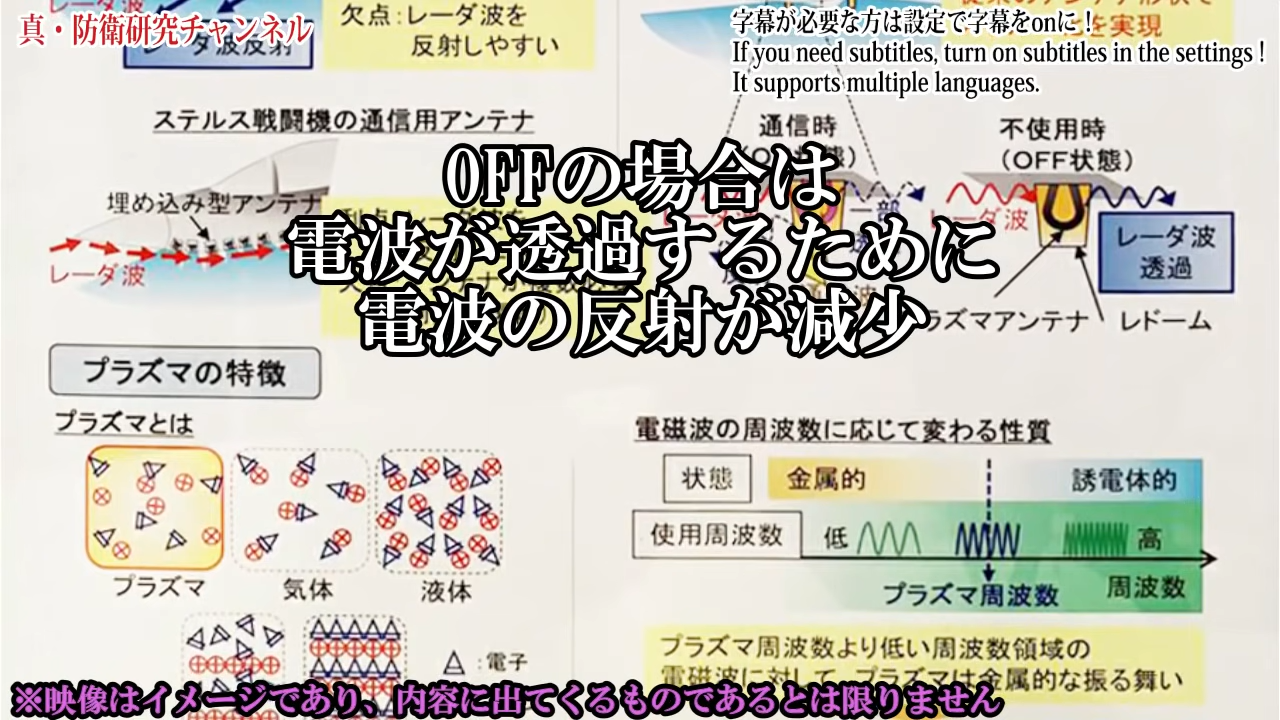 真・防衛研究チャンネル
レーダ波反射
欠点：レーダ波を
反射しやすい
を実現
字幕が必要な方は設定で字幕をonに！
If you need subtitles, turn on subtitles in the settings !
It supports multiple languages.
ステルス戦闘機の通信用アンテナ
埋め込み型アンテナ
レーダ波
通信時
不使用時
（OFF状態）
一部
レーダ波
レーダ波
透過
レドーム
OFFの場合は
電波が透過するために
電波の反射が減少
プラズマの特徴
プラズマとは
プラズマ
気体
液体
：電子
電磁波の周波数に応じて変わる性質
状態
金属的
誘電体的
使用周波数
低
高
プラズマ周波数
周波数
プラズマ周波数より低い周波数領域の
電磁波に対して、プラズマは金属的な振る舞い
※映像はイメージであり、内容に出てくるものであるとは限りません